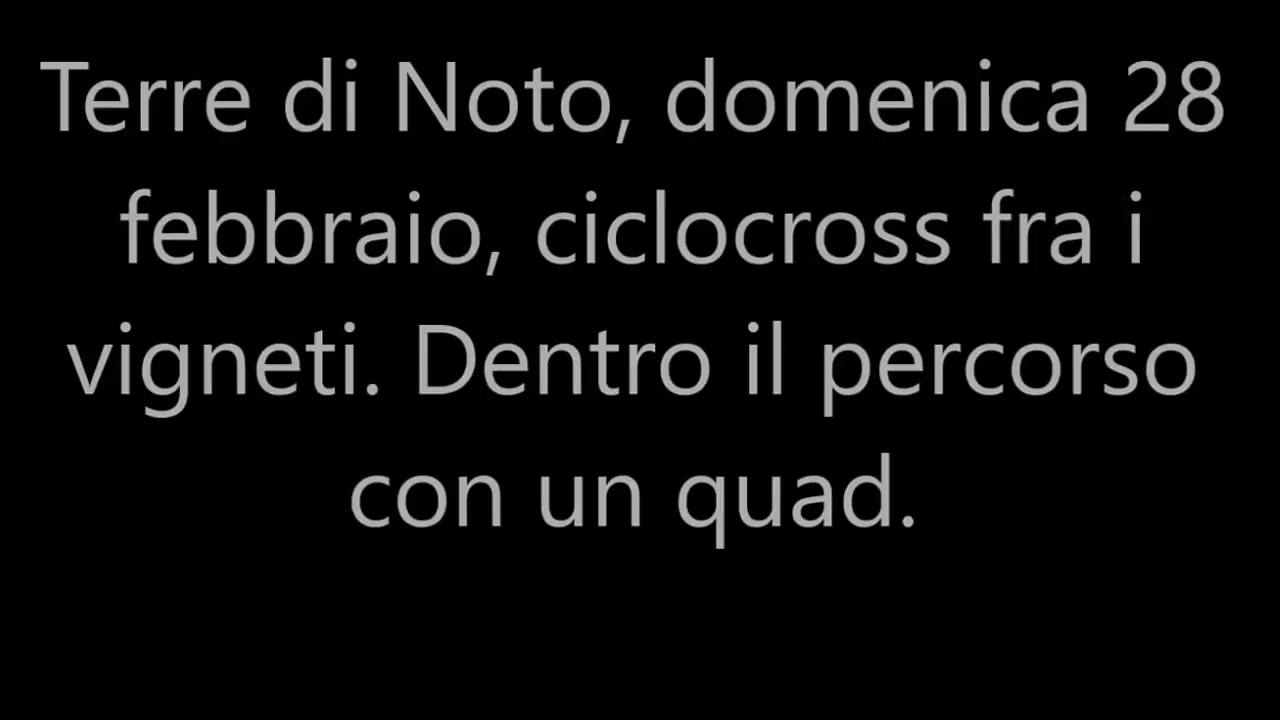 Terre di Noto, domenica 28
febbraio, ciclocross fra i
vigneti. Dentro il percorso
con un quad.